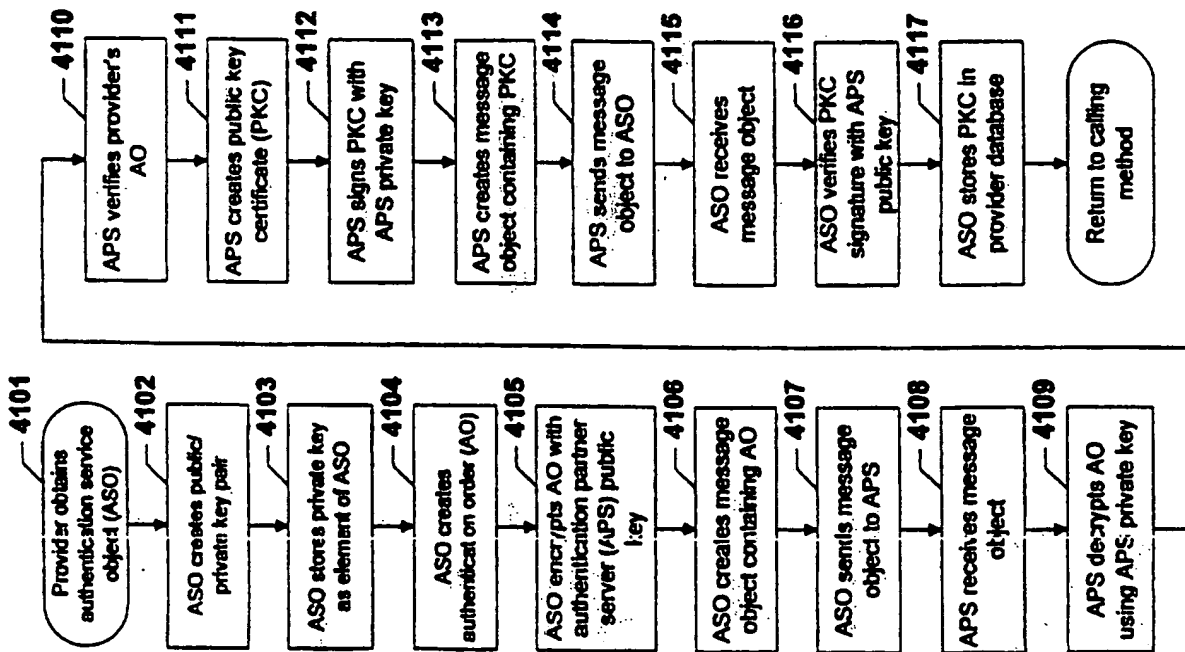 4101
Provider obtains
authentication service
object (ASO)
4102
ASO creates public/
private key pair
4103
ASO stores private key
as element of ASO
4104
ASO creates
authentication order (AO)
4105
ASO encrypts AO with
authentication partner
server (APS) public
key
4106
ASO creates message
object containing AO
4107
ASO sends message
object to APS
4108
APS receives message
object
4109
APS decrypts AO
using APS private key
4110
APS verifies provider's
AO
4111
APS creates public key
certificate (PKC)
4112
APS signs PKC with
APS private key
4113
APS creates message
object containing PKC
4114
APS sends message
object to ASO
4115
ASO receives
message object
4116
ASO verifies PKC
signature with APS
public key
4117
ASO stores PKC in
provider database
Return to calling
method